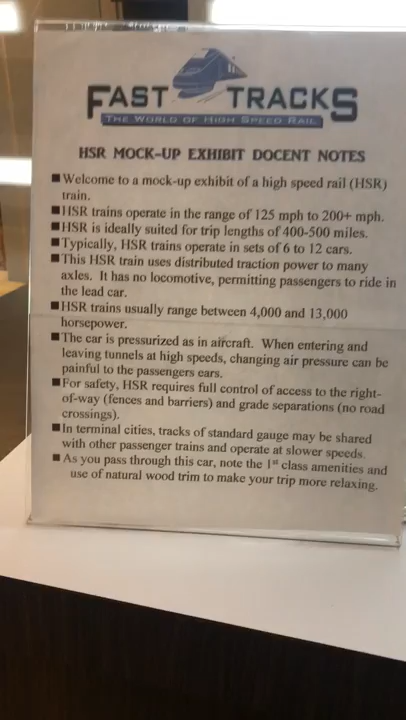 FAST TRACKS
THE WORLD OF HIGH SPEED RAIL
HSR MOCK-UP EXHIBIT DOCENT NOTES
■ Welcome to a mock-up exhibit of a high speed rail (HSR)
train.
■ HSR trains operate in the range of 125 mph to 200+ mph.
■ HSR is ideally suited for trip lengths of 400-500 miles.
■ Typically, HSR trains operate in sets of 6 to 12 cars.
■ This HSR train uses distributed traction power to many
axles. It has no locomotive, permitting passengers to ride in
the lead car.
■ HSR trains usually range between 4,000 and 13,000
horsepower.
■ The car is pressurized as in aircraft. When entering and
leaving tunnels at high speeds, changing air pressure can be
painful to the passengers ears.
■ For safety, HSR requires full control of access to the right-
of-way (fences and barriers) and grade separations (no road
crossings).
■ In terminal cities, tracks of standard gauge may be shared
with other passenger trains and operate at slower speeds.
■ As you pass through this car, note the 1st class amenities and
use of natural wood trim to make your trip more relaxing.